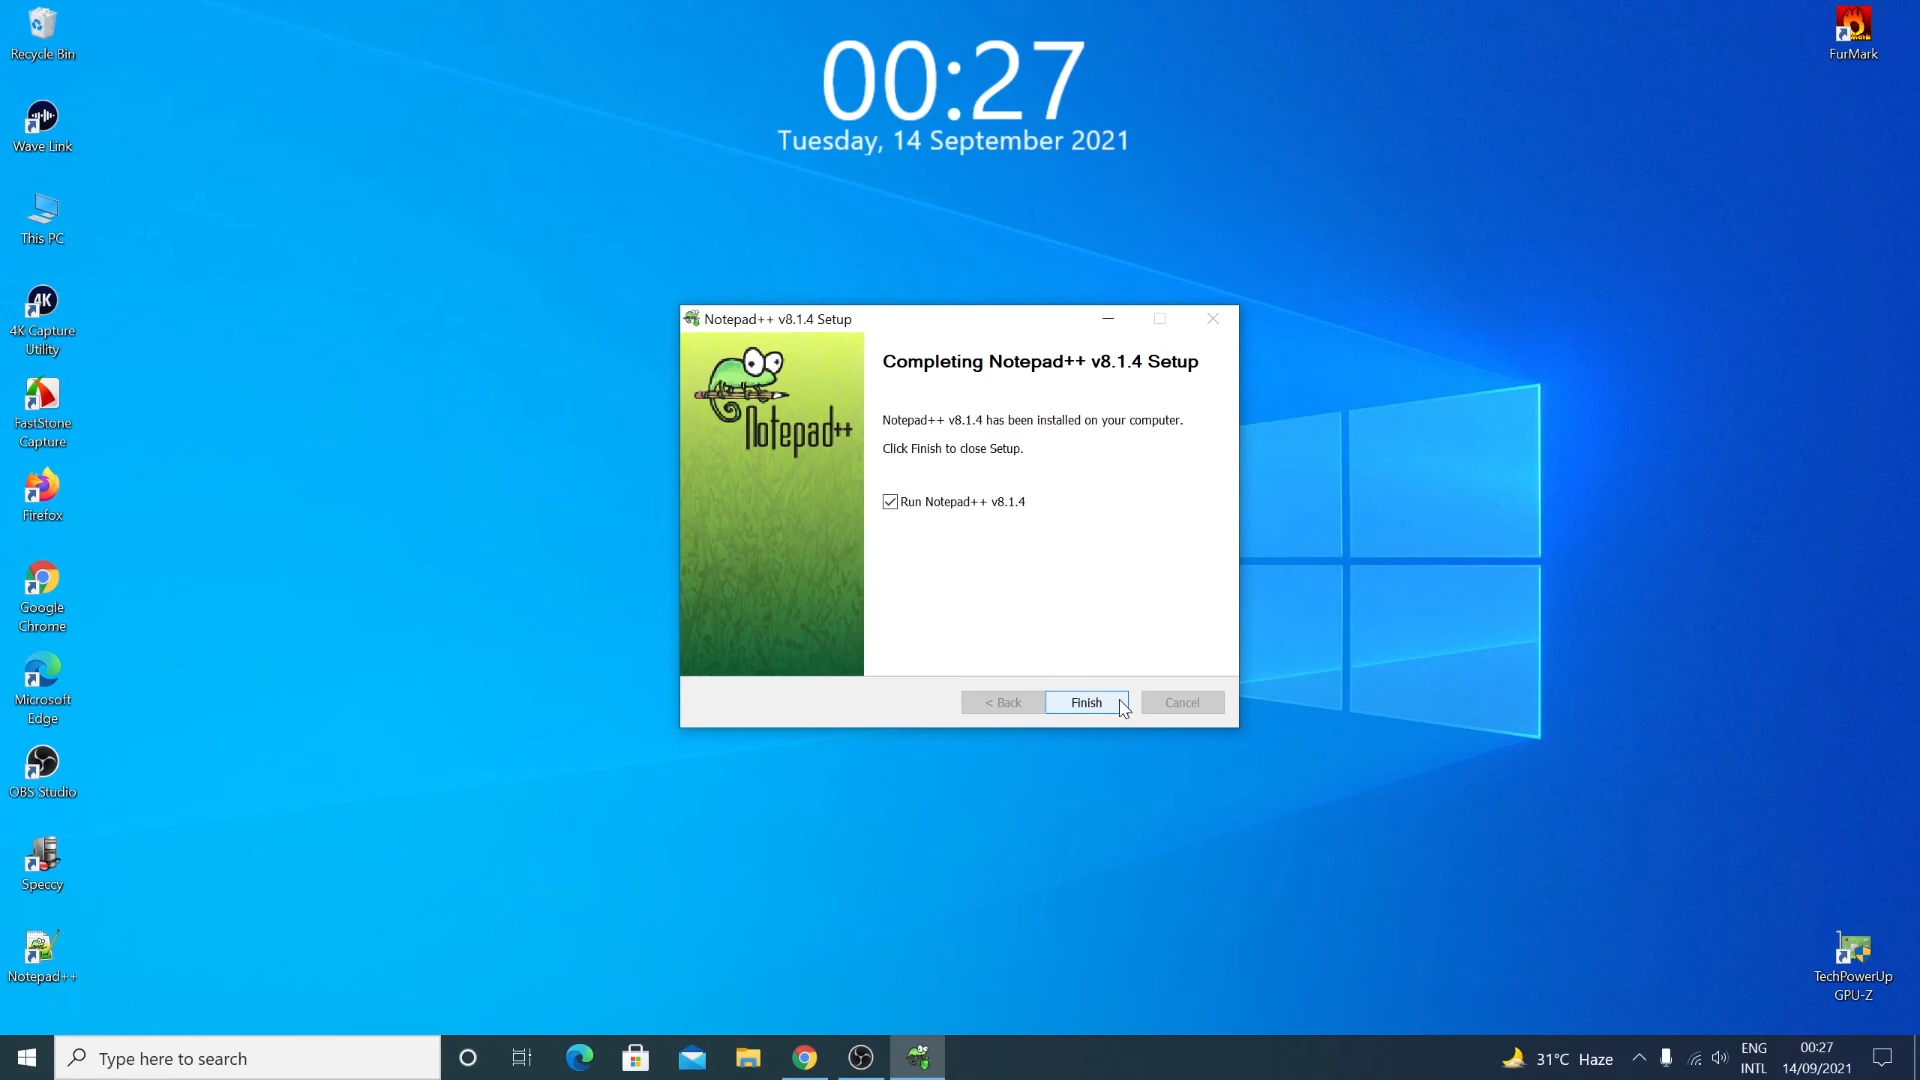 00:27
Tuesday, 14 September 2021
Recycle Bin
Wave Link
This PC
4K
4K Capture
Utility
FastStone
Capture
Firefox
Google
Chrome
Microsoft
Edge
OBS Studio
Speccy
Notepad++
FurMark
TechPowerUp
GPU-Z
Notepad++ v8.1.4 Setup
Notepad++
Completing Notepad++ v8.1.4 Setup
Notepad++ v8.1.4 has been installed on your computer.
Click Finish to close Setup.
Run Notepad++ v8.1.4
< Back
Finish
Cancel
Type here to search
31°C Haze
ENG
INTL
00:27
14/09/2021